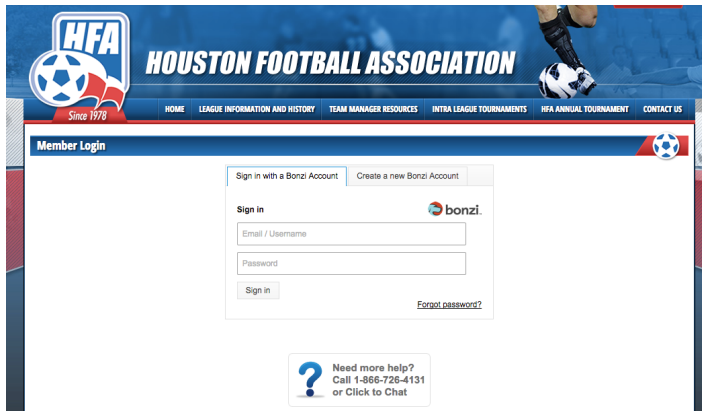 HFA
HOUSTON FOOTBALL ASSOCIATION
Since 1978
HOME LEAGUE INFORMATION AND HISTORY TEAM MANAGER RESOURCES INTRA LEAGUE TOURNAMENTS HFA ANNUAL TOURNAMENT CONTACT US
Member Login
Sign in with a Bonzi Account Create a new Bonzi Account
Sign in bonzi
Email / Username
Password
Sign in
Forgot password?
?
Need more help?
Call 1-866-726-4131
or Click to Chat